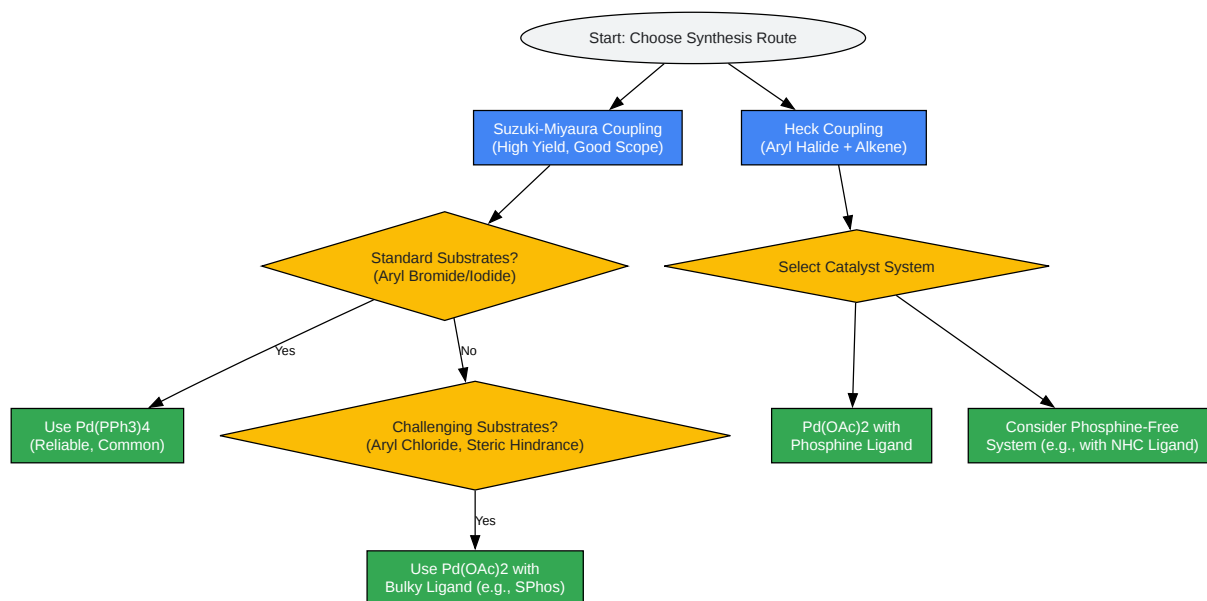 Start: Choose Synthesis Route
Suzuki-Miyaura Coupling
(High Yield, Good Scope)
Heck Coupling
(Aryl Halide + Alkene)
Standard Substrates?
(Aryl Bromide/Iodide)
Select Catalyst System
Yes
No
Use Pd(PPh3)4
(Reliable, Common)
Challenging Substrates?
(Aryl Chloride, Steric Hindrance)
Pd(OAc)2 with
Phosphine Ligand
Consider Phosphine-Free
System (e.g., with NHC Ligand)
Yes
Use Pd(OAc)2 with
Bulky Ligand (e.g., SPhos)